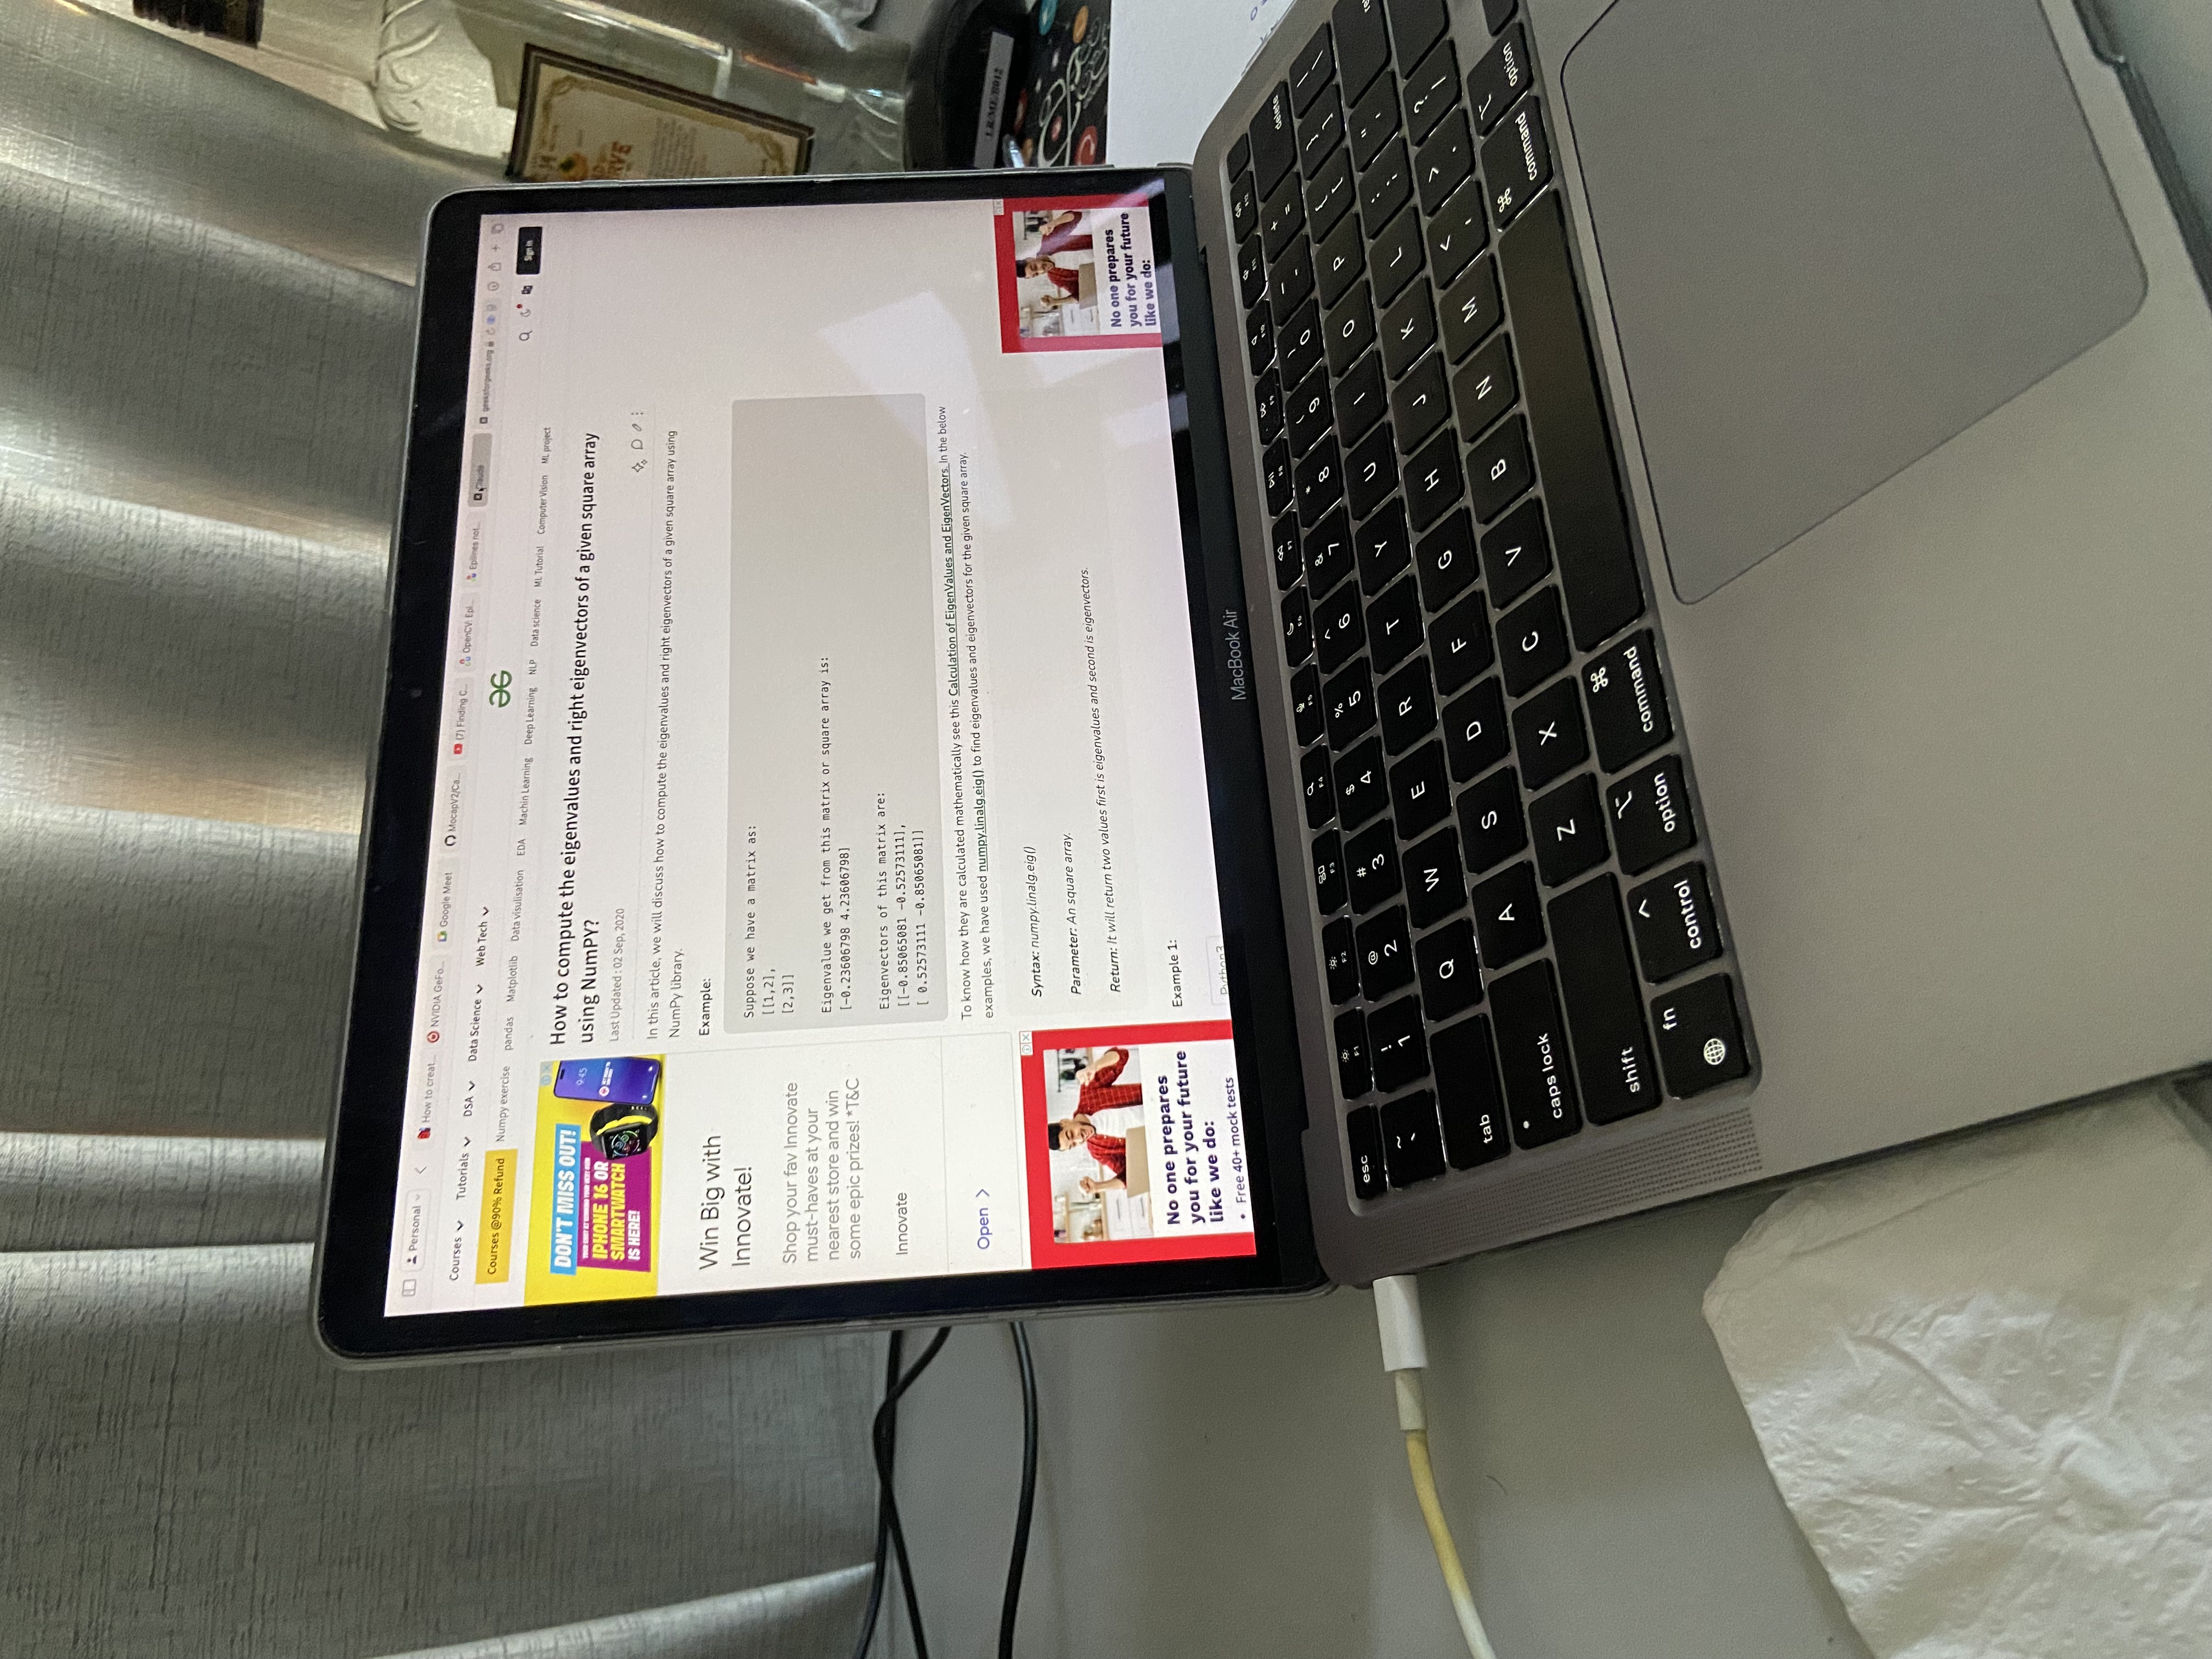 Personal
How to creat...
NVIDIA GeFo...
Google Meet
MocapV2/Ca...
(7) Finding C...
OpenCV: Epi...
Epilines not...
Claude
geeksforgeeks.org
Courses
Tutorials
DSA
Data Science
Web Tech
Sign In
Courses @90% Refund
Numpy exercise
pandas
Matplotlib
Data visulisation
EDA
Machin Learning
Deep Learning
NLP
Data science
ML Tutorial
Computer Vision
ML project
DON'T MISS OUT!
IPHONE 16 OR
SMARTWATCH
IS HERE!
9:45
Win Big with
Innovate!
Shop your fav Innovate
must-haves at your
nearest store and win
some epic prizes! *T&C
Innovate
Open >
No one prepares
you for your future
like we do:
• Free 40+ mock tests
How to compute the eigenvalues and right eigenvectors of a given square array
using NumPY?
Last Updated : 02 Sep, 2020
In this article, we will discuss how to compute the eigenvalues and right eigenvectors of a given square array using
NumPy library.
Example:
Suppose we have a matrix as:
[[1,2],
[2,3]]
Eigenvalue we get from this matrix or square array is:
[-0.23606798 4.23606798]
Eigenvectors of this matrix are:
[[-0.85065081 -0.52573111],
[ 0.52573111 -0.85065081]]
To know how they are calculated mathematically see this Calculation of EigenValues and EigenVectors. In the below
examples, we have used numpy.linalg.eig() to find eigenvalues and eigenvectors for the given square array.
Syntax: numpy.linalg.eig()
Parameter: An square array.
Return: It will return two values first is eigenvalues and second is eigenvectors.
Example 1:
Python3
No one prepares
you for your future
like we do:
MacBook Air
LR/ME/B012
esc
F1
F2
F3
F4
F5
F6
F7
F8
F9
F10
F11
F12
~ `
! 1
@ 2
# 3
$ 4
% 5
^ 6
& 7
* 8
( 9
) 0
_ -
+ =
delete
tab
Q
W
E
R
T
Y
U
I
O
P
{ [
} ]
| \
caps lock
A
S
D
F
G
H
J
K
L
: ;
" '
shift
Z
X
C
V
B
N
M
< ,
> .
? /
fn
control
option
command
command
option